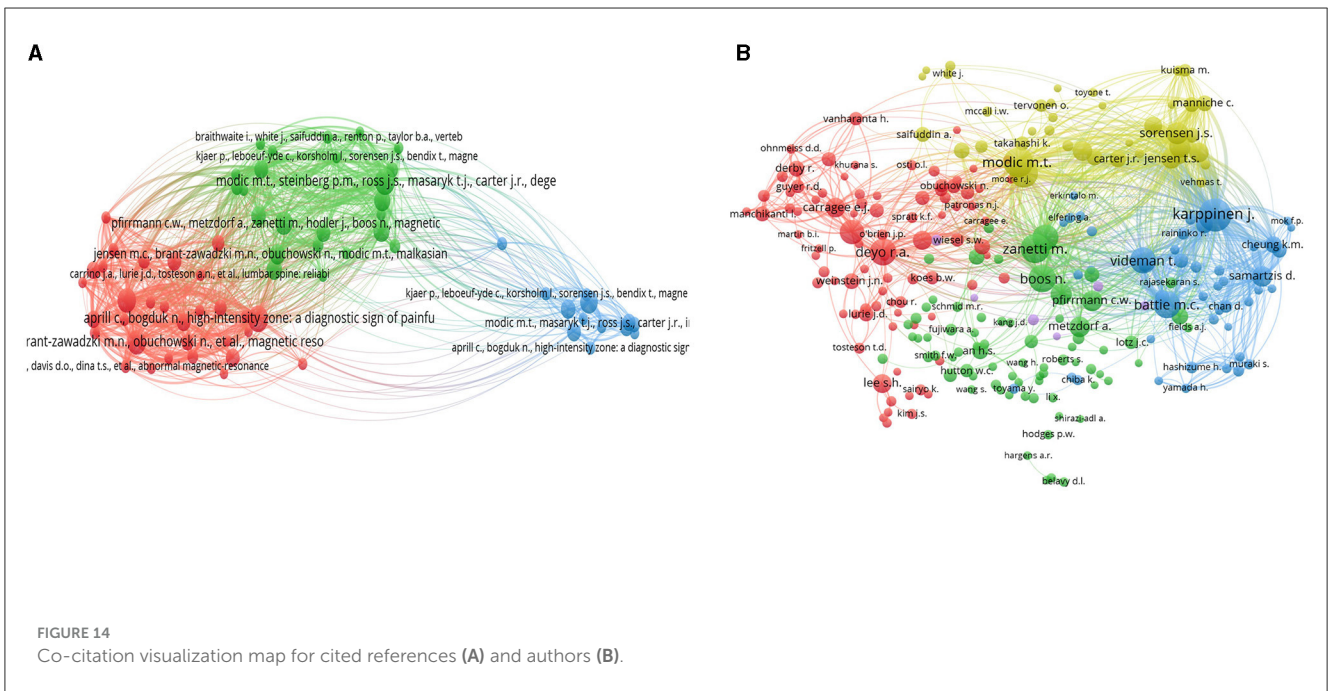 A
braithwaite i., white j., saifuddin a., renton p., taylor b.a., verteb
kjaer p., leboeuf-yde c., korsholm l., sorensen j.s., bendix t., magne
modic m.t., steinberg p.m., ross j.s., masaryk t.j., carter j.r., dege
pfirrmann c.w., metzdorf a., zanetti m., hodler j., boos n., magnetic
jensen m.c., brant-zawadzki m.n., obuchowski n., modic m.t., malkasian
carrino j.a., lurie j.d., tosteson a.n., et al., lumbar spine: reliabi
kjaer p., leboeuf-yde c., korsholm l., sorensen j.s., bendix t., magne
aprill c., bogduk n., high-intensity zone: a diagnostic sign of painfu
modic m.t., masaryk t.j., ross j.s., carter j.r., i
rant-zawadzki m.n., obuchowski n., et al., magnetic reso
aprill c., bogduk n., high-intensity zone: a diagnostic sigr
, davis d.o., dina t.s., et al., abnormal magnetic-resonance
B
white j.
kuisma m.
toyone t.
mccall i.w.
tervonen o.
manniche c.
vanharanta h.
saifuddin a.
sorensen j.s.
takahashi k.
ohnmeiss d.d.
khurana s.
osti o.l.
modic m.t.
carter j.r.
jensen t.s.
derby r.
moore r.j.
vehmas t.
guyer r.d.
obuchowski n.
erkintalo m.
patronas n.j.
carragee e.j.
manchikanti l.
spratt k.f.
carragee e.
elfering a.
karppinen j.
mok f.p.
martin b.i.
o'brien j.p.
wiesel s.w.
raininko r.
cheung k.m.
fritzell p.
deyo r.a.
zanetti m.
videman t.
weinstein j.n.
koes b.w.
boos n.
rajasekaran s.
samartzis d.
chou r.
schmid m.r.
pfirrmann c.w.
battie m.c.
chan d.
lurie j.d.
fujiwara a.
kang j.d.
metzdorf a.
fields a.j.
tosteson t.d.
smith f.w.
an h.s.
lotz j.c.
hutton w.c.
wang h.
roberts s.
hashizume h.
muraki s.
lee s.h.
sairyo k.
wang s.
toyama y.
chiba k.
yamada h.
li x.
kim j.s.
shirazi-adl a.
hodges p.w.
hargens a.r.
belavy d.l.
FIGURE 14
Co-citation visualization map for cited references (A) and authors (B).